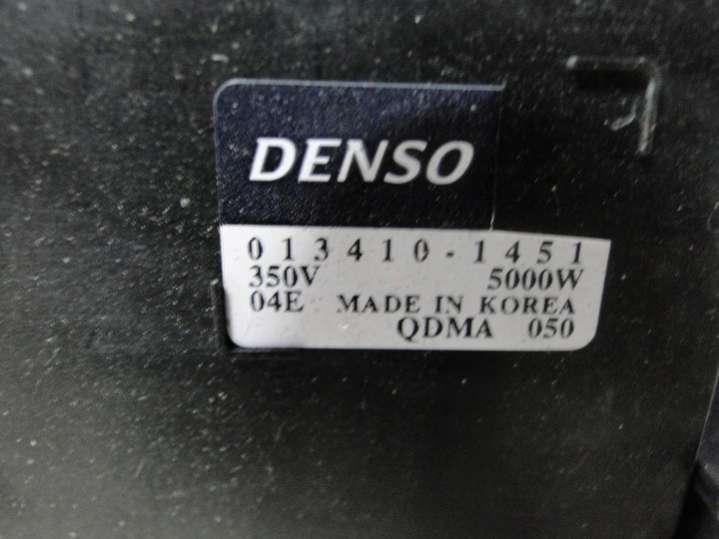 DENSO
013410-1451
350V 5000W
04E MADE IN KOREA
QDMA 050